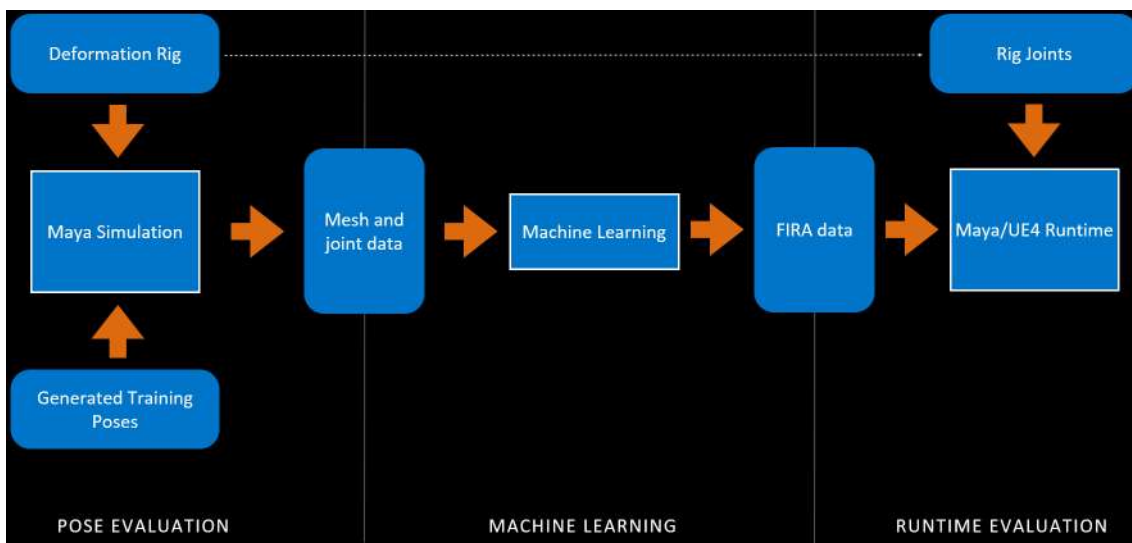 Deformation Rig
Rig Joints
Maya Simulation
Mesh and
joint data
Machine Learning
FIRA data
Maya/UE4 Runtime
Generated Training
Poses
POSE EVALUATION
MACHINE LEARNING
RUNTIME EVALUATION